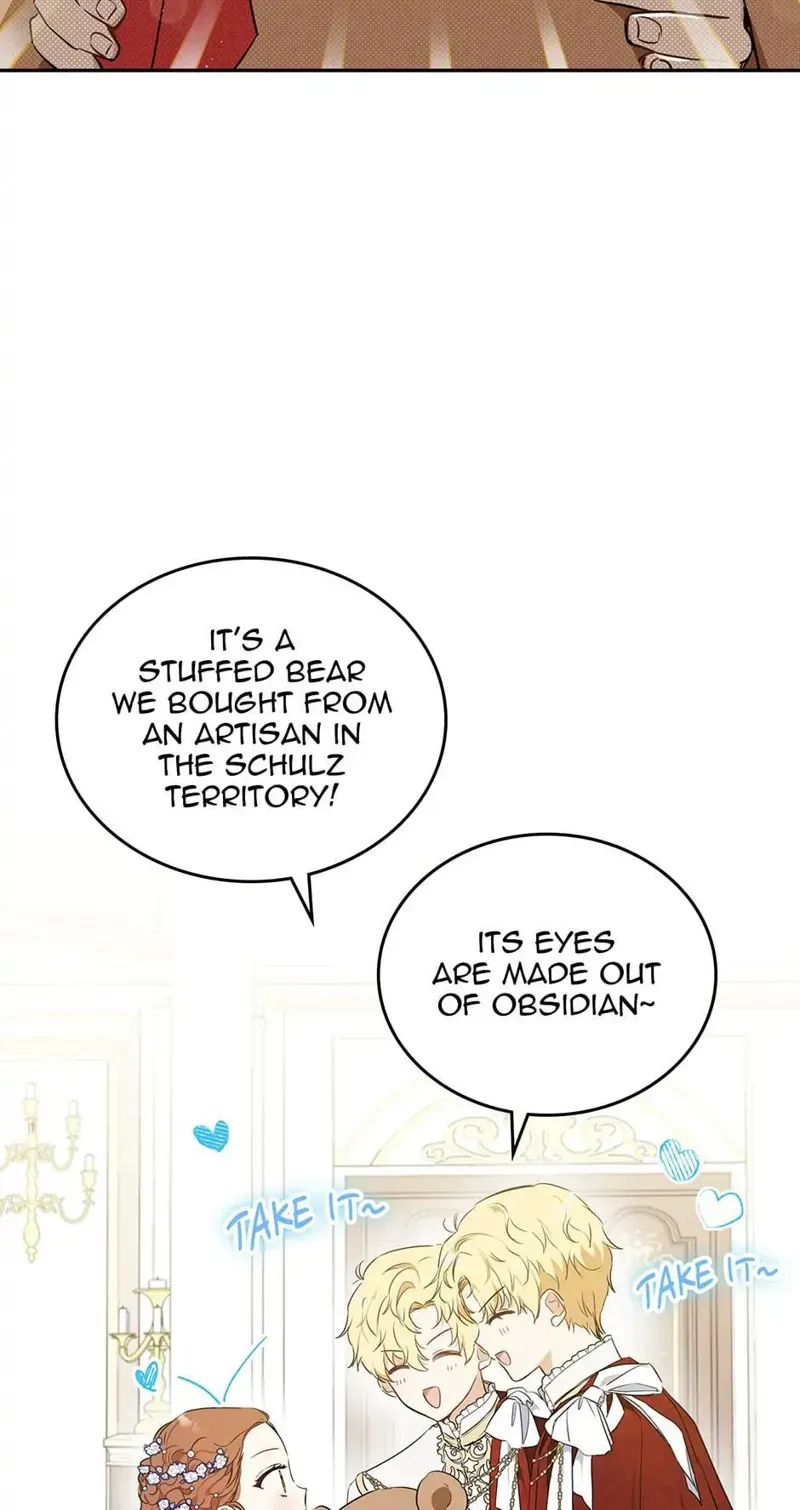 IT'S A
STUFFED BEAR
WE BOUGHT FROM
AN ARTISAN IN
THE SCHULZ
TERRITORY!
ITS EYES
ARE MADE OUT
OF OBSIDIAN~
TAKE IT~
TAKE IT~